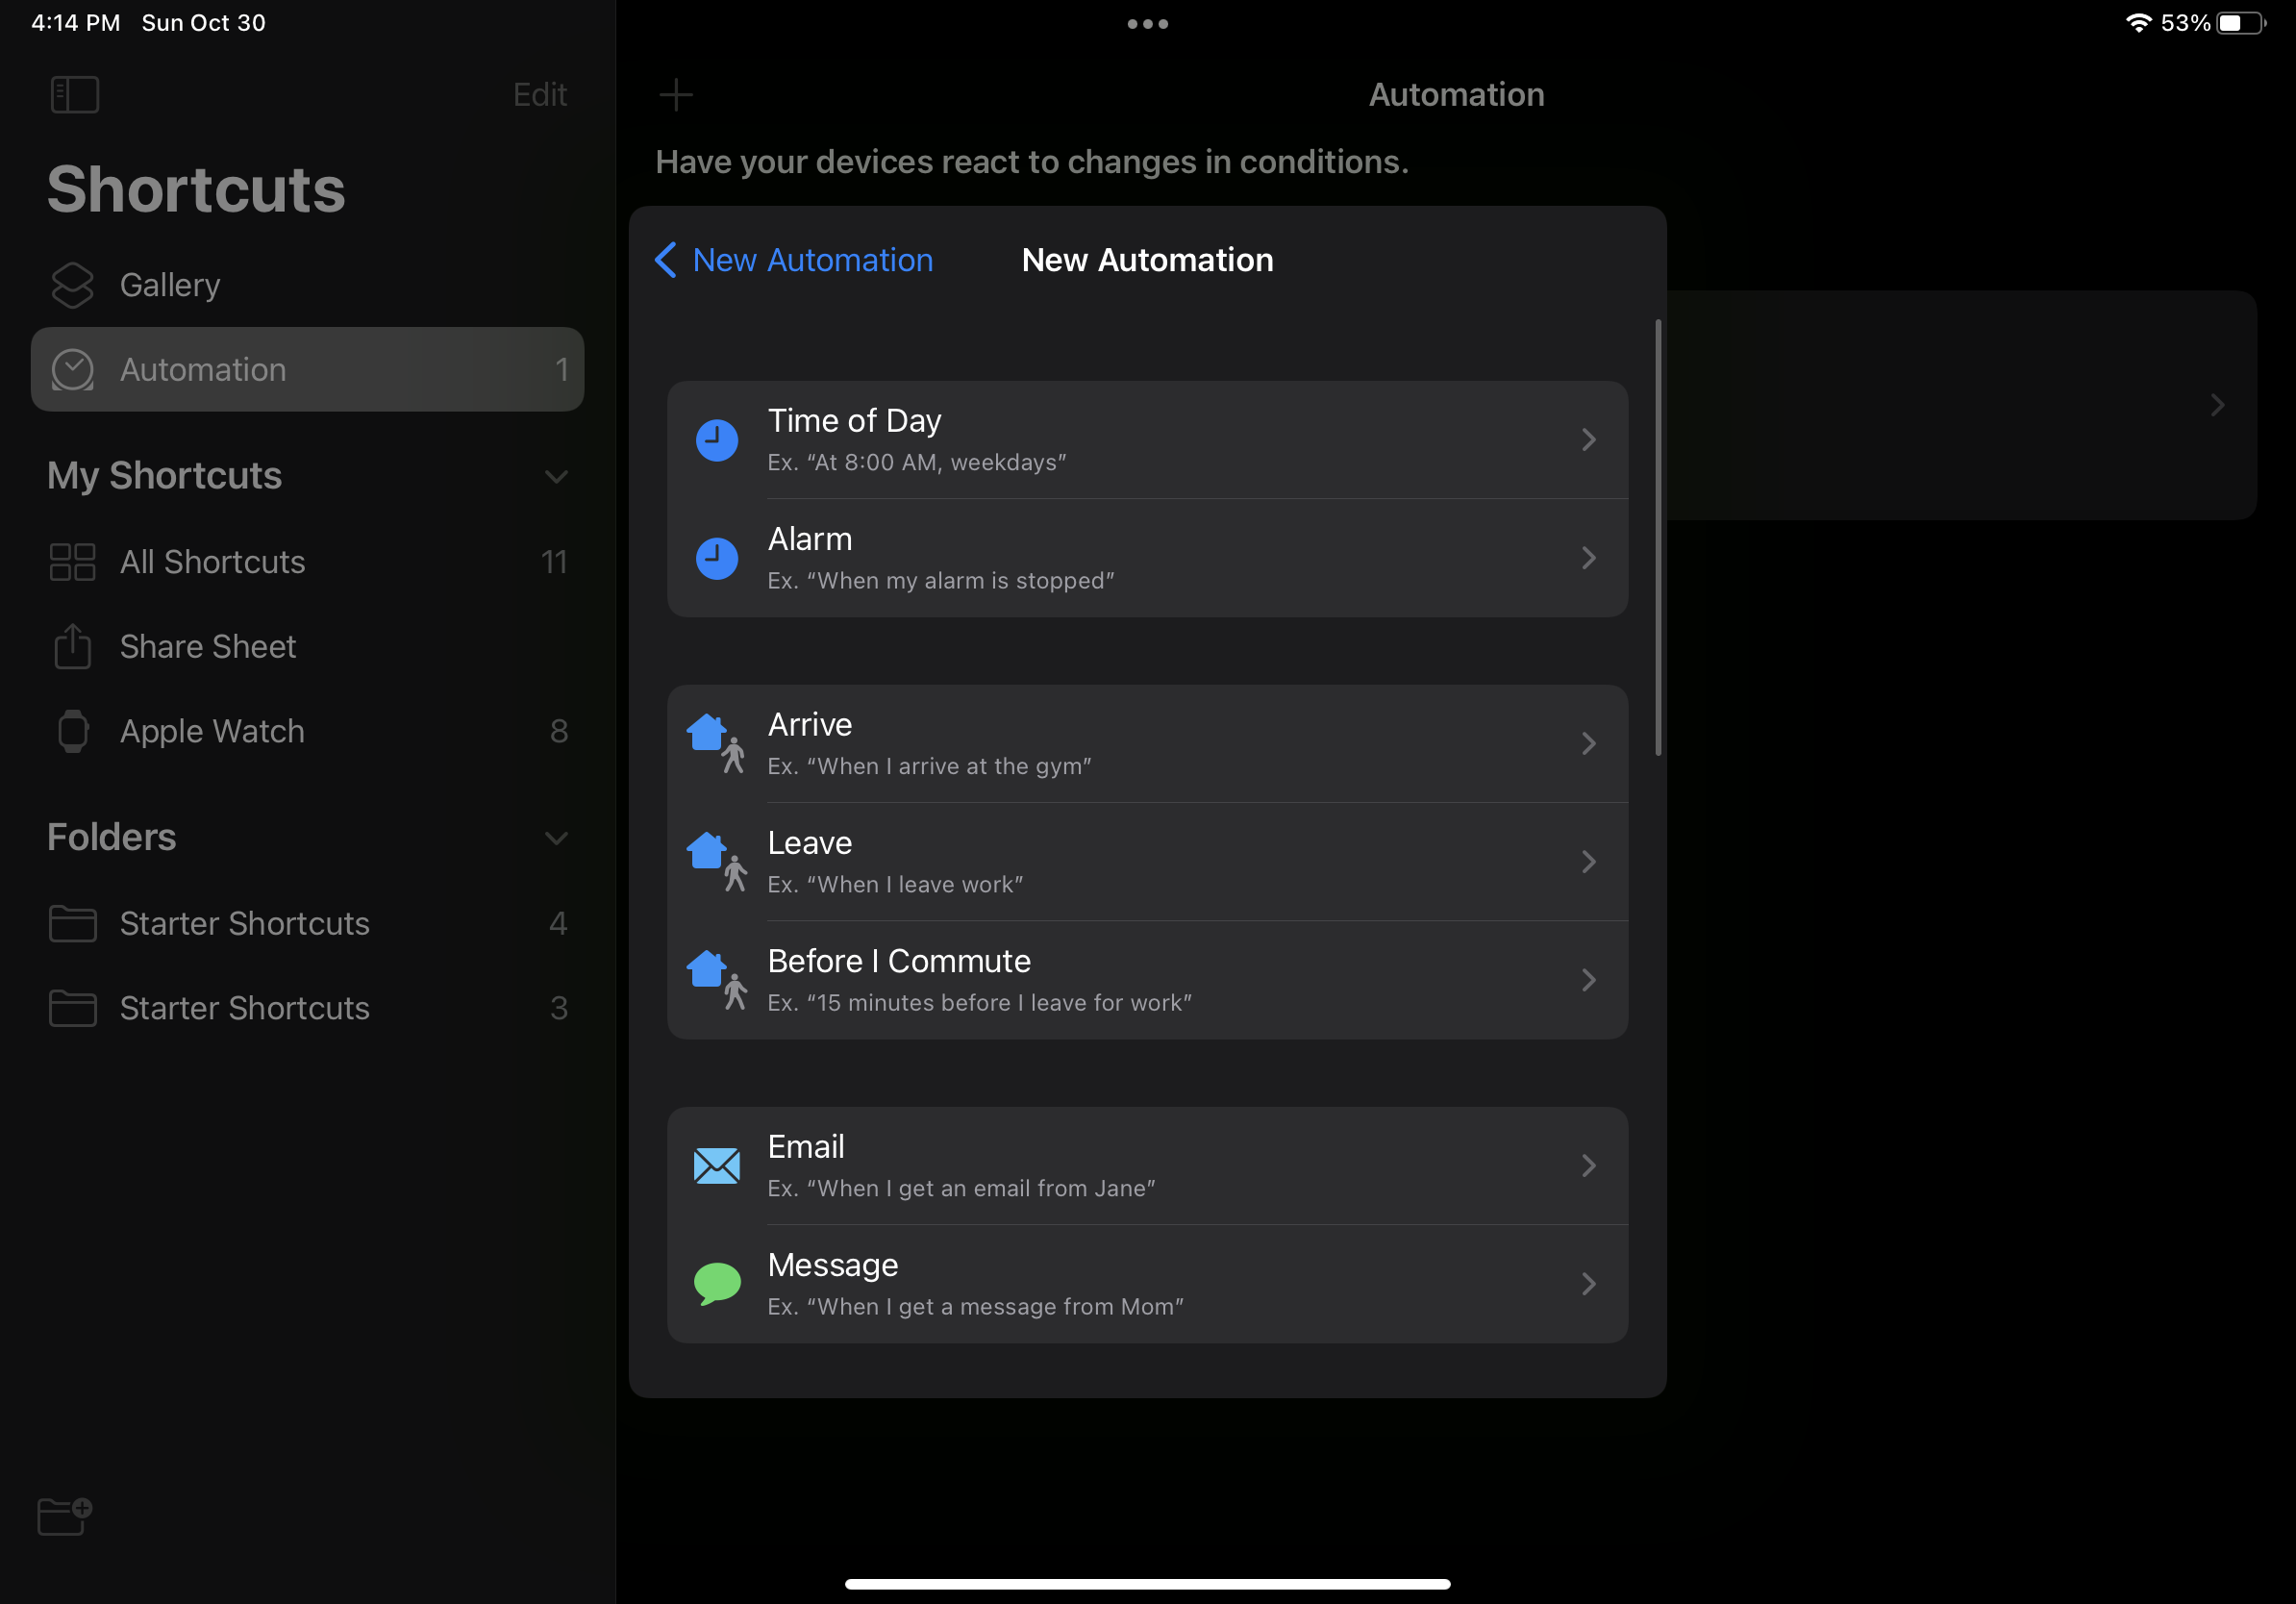 4:14 PM Sun Oct 30
53%
Edit
Shortcuts
Gallery
Automation 1
My Shortcuts
All Shortcuts 11
Share Sheet
Apple Watch 8
Folders
Starter Shortcuts 4
Starter Shortcuts 3
Automation
Have your devices react to changes in conditions.
New Automation
New Automation
Time of Day
Ex. “At 8:00 AM, weekdays”
Alarm
Ex. “When my alarm is stopped”
Arrive
Ex. “When I arrive at the gym”
Leave
Ex. “When I leave work”
Before I Commute
Ex. “15 minutes before I leave for work”
Email
Ex. “When I get an email from Jane”
Message
Ex. “When I get a message from Mom”